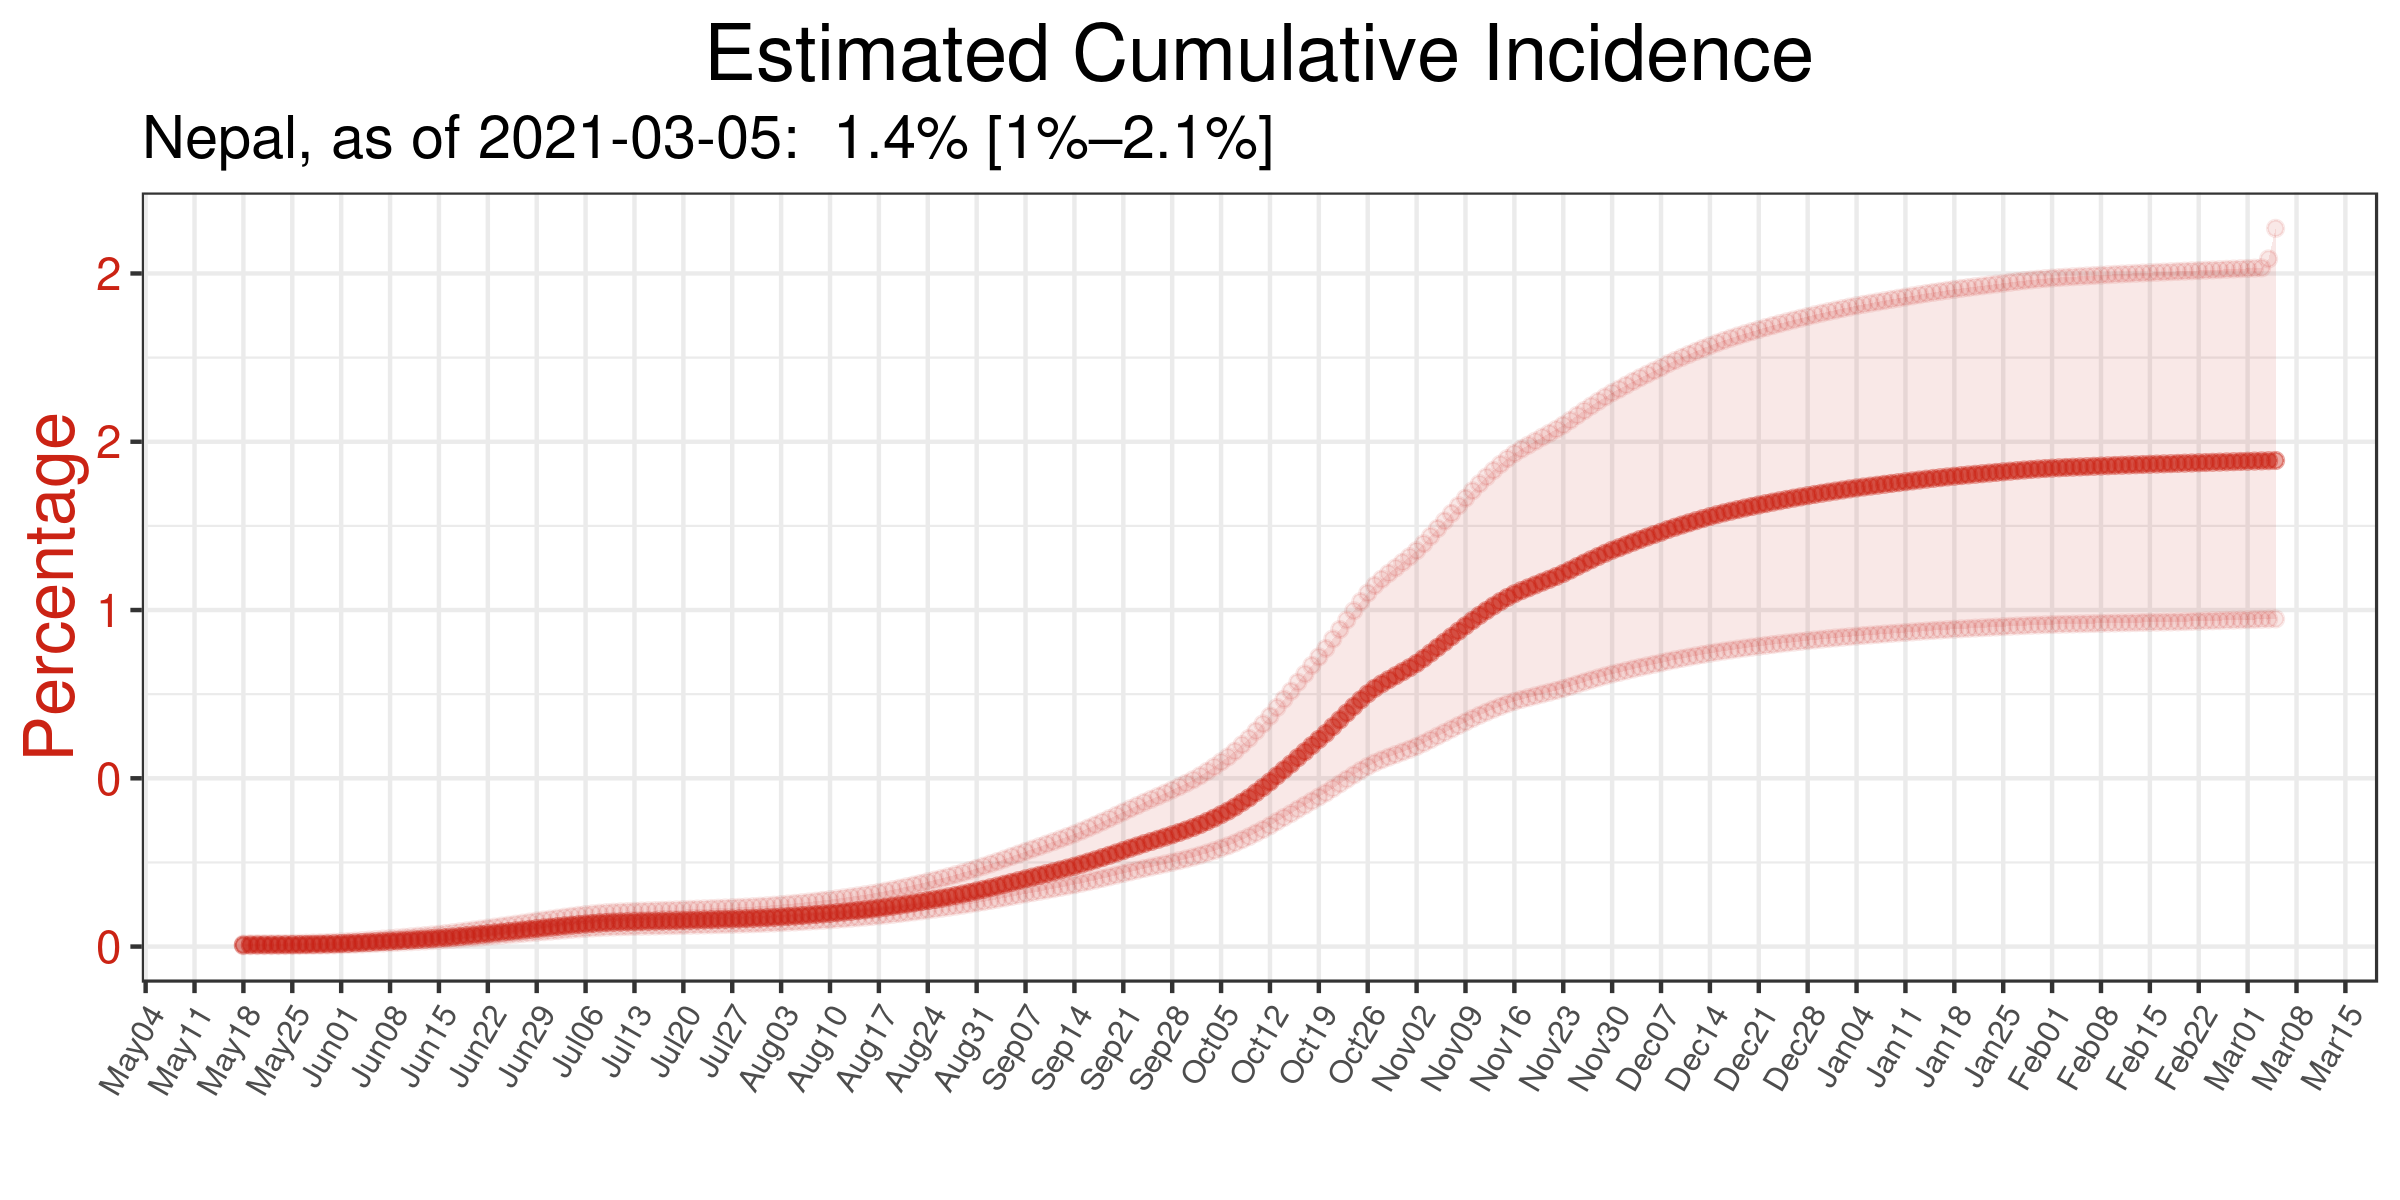 Estimated Cumulative Incidence
Nepal, as of 2021-03-05:  1.4% [1%–2.1%]
Percentage
2
2
1
0
0
May04
May11
May18
May25
Jun01
Jun08
Jun15
Jun22
Jun29
Jul06
Jul13
Jul20
Jul27
Aug03
Aug10
Aug17
Aug24
Aug31
Sep07
Sep14
Sep21
Sep28
Oct05
Oct12
Oct19
Oct26
Nov02
Nov09
Nov16
Nov23
Nov30
Dec07
Dec14
Dec21
Dec28
Jan04
Jan11
Jan18
Jan25
Feb01
Feb08
Feb15
Feb22
Mar01
Mar08
Mar15